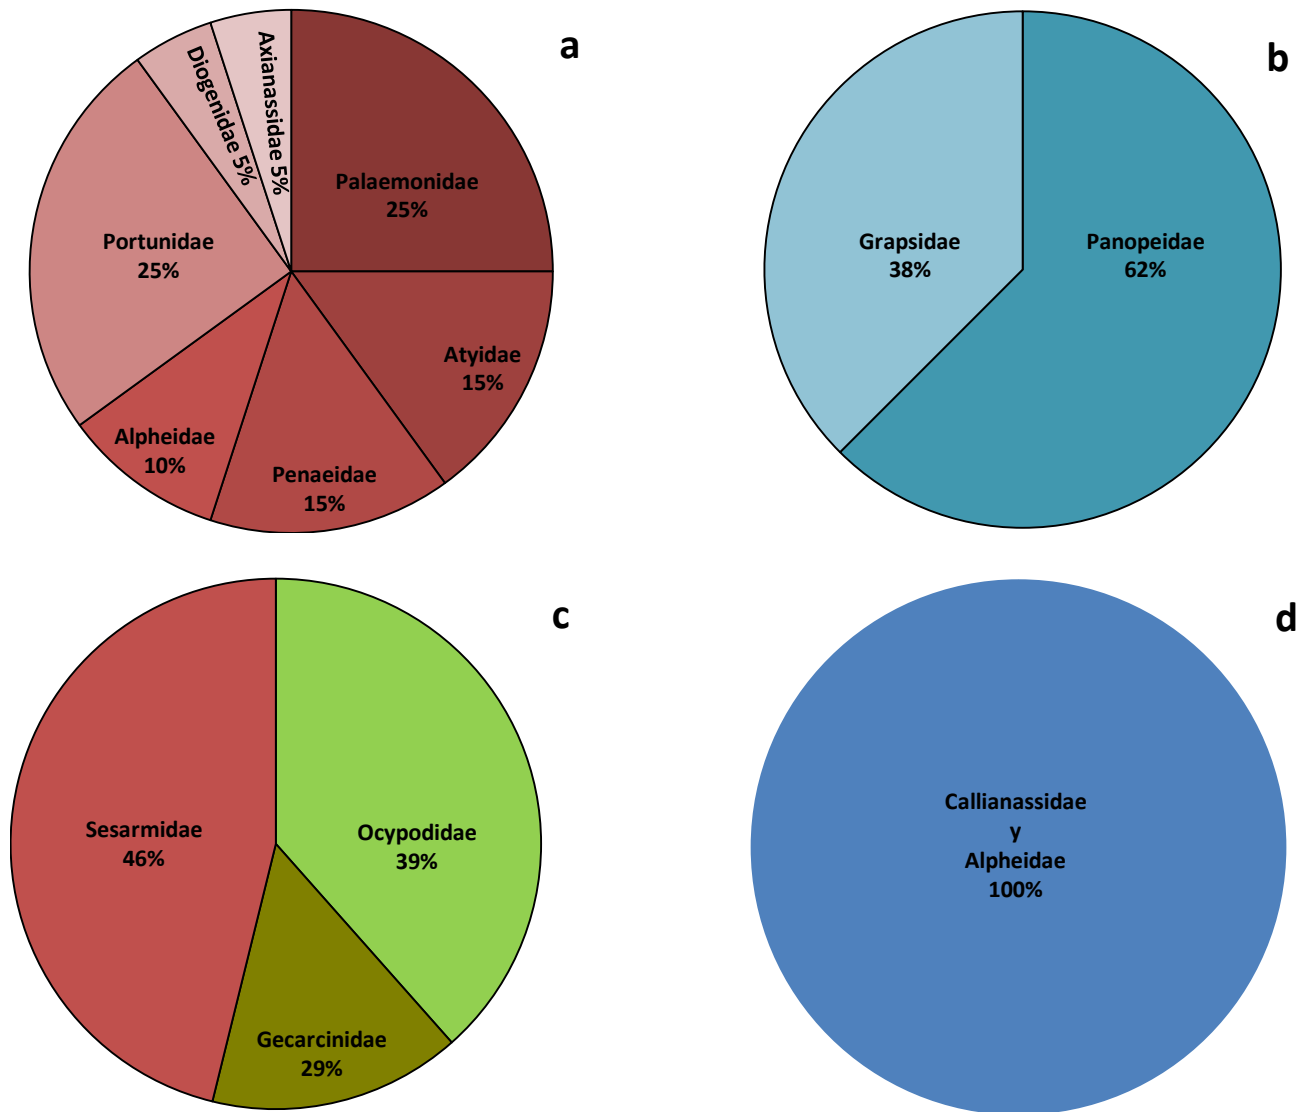 a
Axianassidae 5%
Diogenidae 5%
Palaemonidae
25%
Portunidae
25%
Atyidae
15%
Alpheidae
10%
Penaeidae
15%
b
Grapsidae
38%
Panopeidae
62%
c
Sesarmidae
46%
Ocypodidae
39%
Gecarcinidae
29%
d
Callianassidae
y
Alpheidae
100%